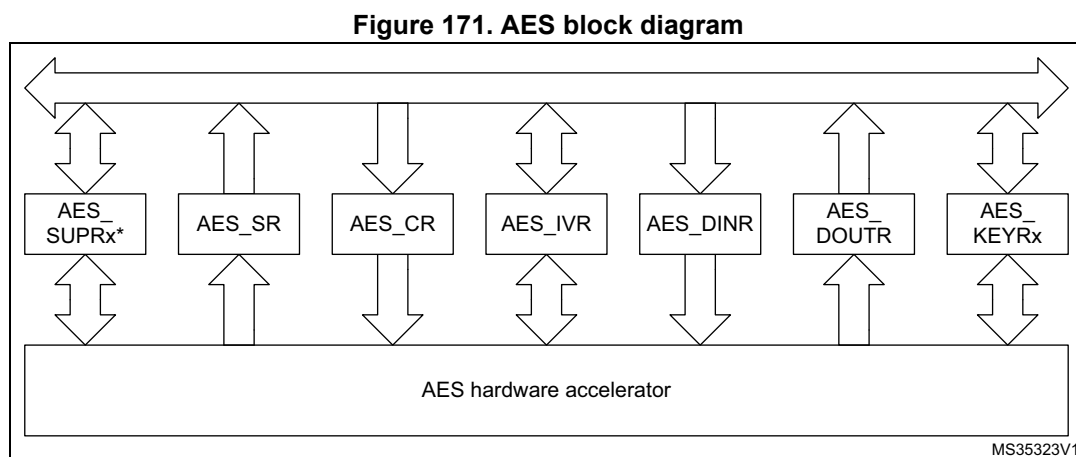 Figure 171. AES block diagram
AES_
SUPRx*
AES_SR
AES_CR
AES_IVR
AES_DINR
AES_
DOUTR
AES_
KEYRx
AES hardware accelerator
MS35323V1